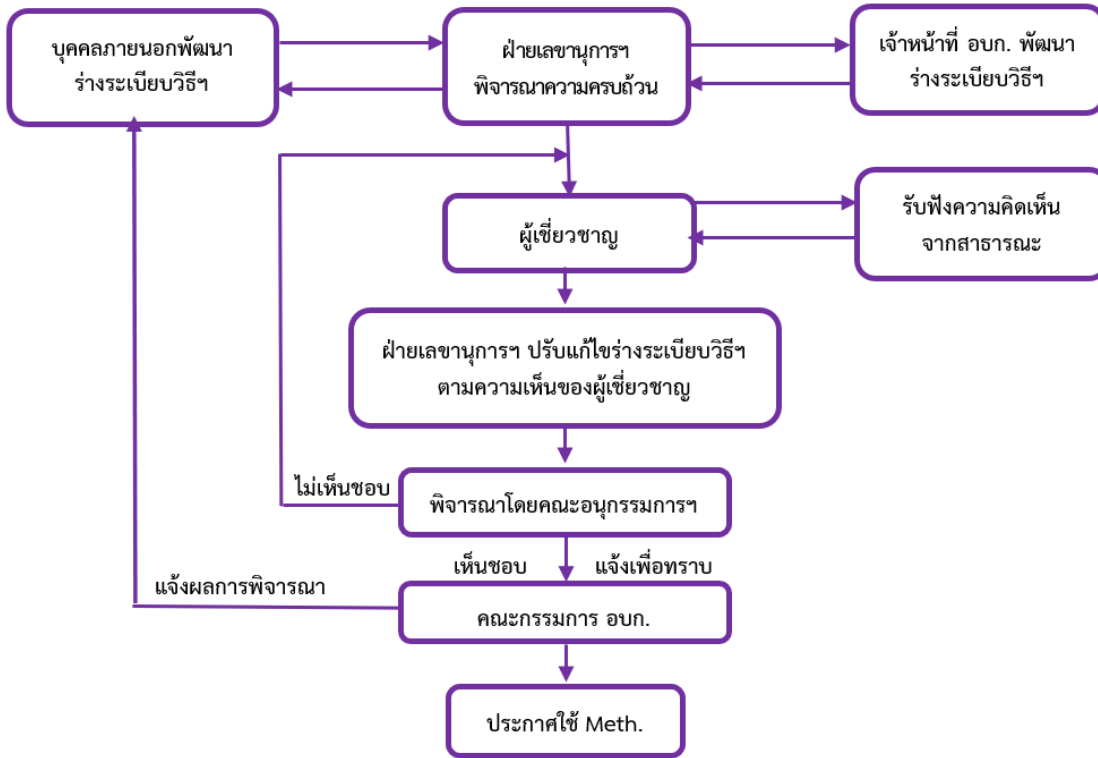 บุคคลภายนอกพัฒนา
ร่างระเบียบวิธีฯ
ฝ่ายเลขานุการฯ
พิจารณาความครบถ้วน
เจ้าหน้าที่ อบก. พัฒนา
ร่างระเบียบวิธีฯ
ผู้เชี่ยวชาญ
รับฟังความคิดเห็น
จากสาธารณะ
ฝ่ายเลขานุการฯ ปรับแก้ไขร่างระเบียบวิธีฯ
ตามความเห็นของผู้เชี่ยวชาญ
ไม่เห็นชอบ
พิจารณาโดยคณะอนุกรรมการฯ
เห็นชอบ
แจ้งเพื่อทราบ
แจ้งผลการพิจารณา
คณะกรรมการ อบก.
ประกาศใช้ Meth.